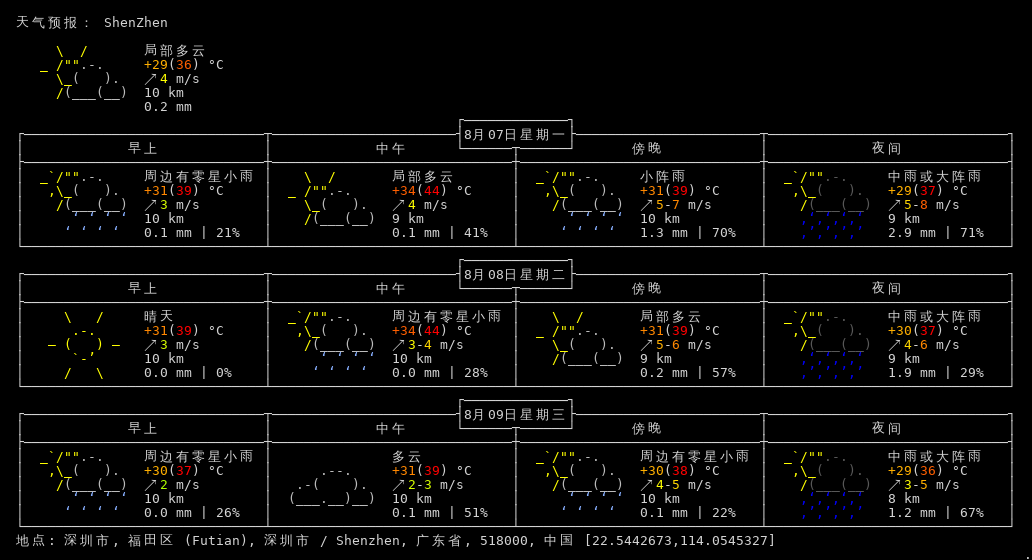 天气预报： ShenZhen
局部多云
+29(36) °C
↗4 m/s
10 km
0.2 mm
8月07日星期一
早上 中午 傍晚 夜间
周边有零星小雨 局部多云 小阵雨 中雨或大阵雨
+31(39) °C +34(44) °C +31(39) °C +29(37) °C
↗3 m/s ↗4 m/s ↗5-7 m/s ↗5-8 m/s
10 km 9 km 10 km 9 km
0.1 mm | 21% 0.1 mm | 41% 1.3 mm | 70% 2.9 mm | 71%
8月08日星期二
早上 中午 傍晚 夜间
晴天 周边有零星小雨 局部多云 中雨或大阵雨
+31(39) °C +34(44) °C +31(39) °C +30(37) °C
↗3 m/s ↗3-4 m/s ↗5-6 m/s ↗4-6 m/s
10 km 10 km 9 km 9 km
0.0 mm | 0% 0.0 mm | 28% 0.2 mm | 57% 1.9 mm | 29%
8月09日星期三
早上 中午 傍晚 夜间
周边有零星小雨 多云 周边有零星小雨 中雨或大阵雨
+30(37) °C +31(39) °C +30(38) °C +29(36) °C
↗2 m/s ↗2-3 m/s ↗4-5 m/s ↗3-5 m/s
10 km 10 km 10 km 8 km
0.0 mm | 26% 0.1 mm | 51% 0.1 mm | 22% 1.2 mm | 67%
地点: 深圳市, 福田区 (Futian), 深圳市 / Shenzhen, 广东省, 518000, 中国 [22.5442673,114.0545327]